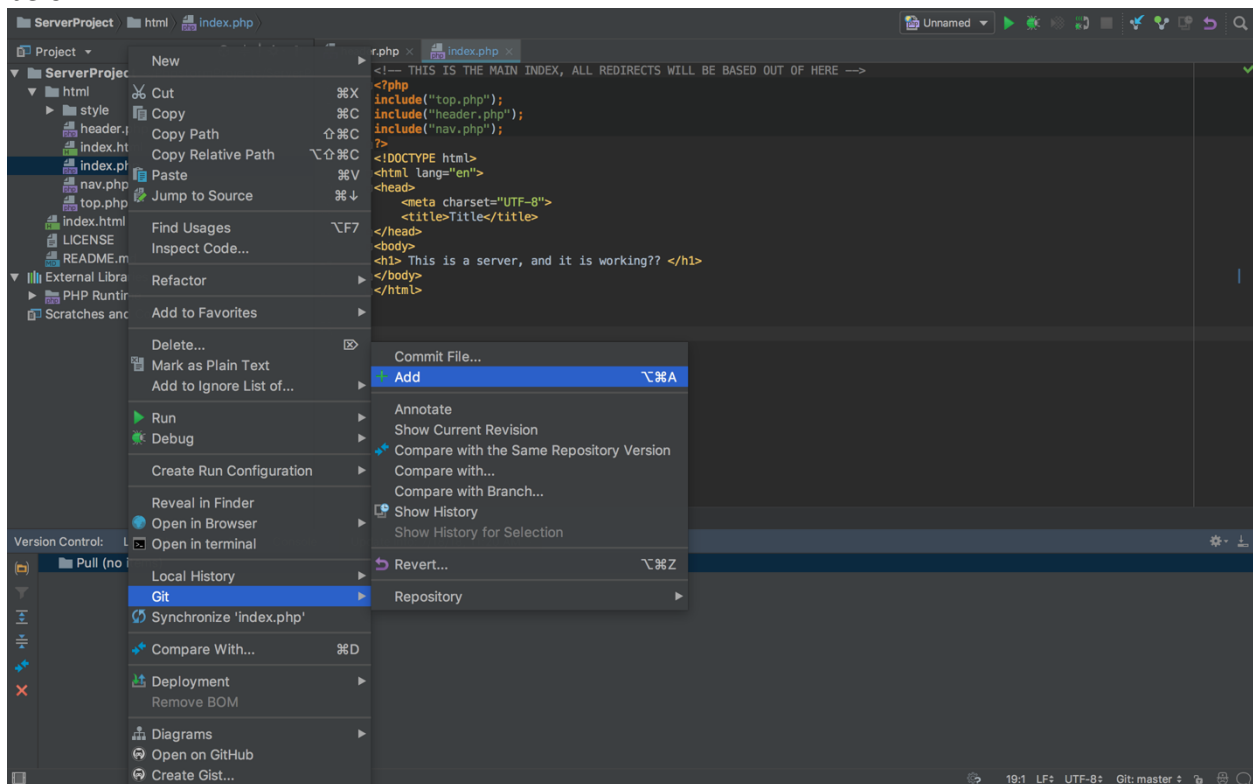 ServerProject html index.php
Unnamed
Project
r.php index.php
ServerProjec
html
style
header.p
index.ht
index.ph
nav.php
top.php
index.html
LICENSE
README.m
External Libra
PHP Runtim
Scratches and
New
Cut ⌘X
Copy ⌘C
Copy Path ⇧⌘C
Copy Relative Path ⌥⇧⌘C
Paste ⌘V
Jump to Source ⌘↓
Find Usages ⌥F7
Inspect Code...
Refactor
Add to Favorites
Delete... ⌦
Mark as Plain Text
Add to Ignore List of...
Run
Debug
Create Run Configuration
Reveal in Finder
Open in Browser
Open in terminal
Local History
Git
Synchronize 'index.php'
Compare With... ⌘D
Deployment
Remove BOM
Diagrams
Open on GitHub
Create Gist...
<!-- THIS IS THE MAIN INDEX, ALL REDIRECTS WILL BE BASED OUT OF HERE -->
<?php
include("top.php");
include("header.php");
include("nav.php");
?>
<!DOCTYPE html>
<html lang="en">
<head>
<meta charset="UTF-8">
<title>Title</title>
</head>
<body>
<h1> This is a server, and it is working?? </h1>
</body>
</html>
Commit File...
Add ⌥⌘A
Annotate
Show Current Revision
Compare with the Same Repository Version
Compare with...
Compare with Branch...
Show History
Show History for Selection
Revert... ⌥⌘Z
Repository
Version Control: L
Pull (no i
19:1 LF UTF-8 Git: master